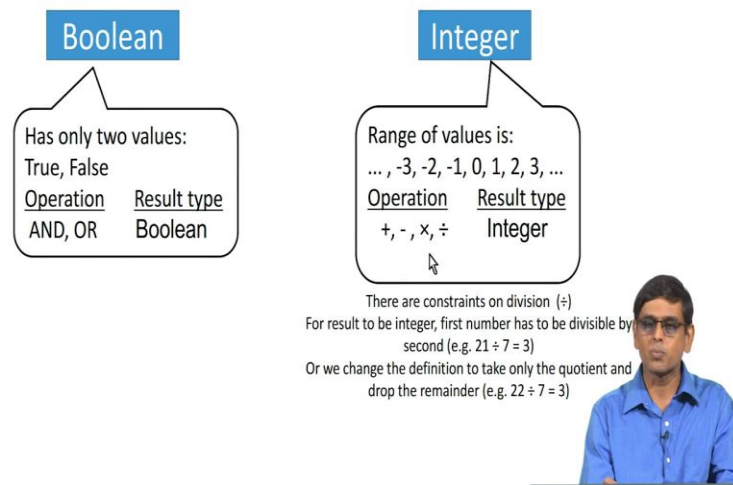 Boolean
Has only two values:
True, False
Operation Result type
AND, OR Boolean
Integer
Range of values is:
... , -3, -2, -1, 0, 1, 2, 3, ...
Operation Result type
+, - , ×, ÷ Integer
There are constraints on division (÷)
For result to be integer, first number has to be divisible by
second (e.g. 21 ÷ 7 = 3)
Or we change the definition to take only the quotient and
drop the remainder (e.g. 22 ÷ 7 = 3)